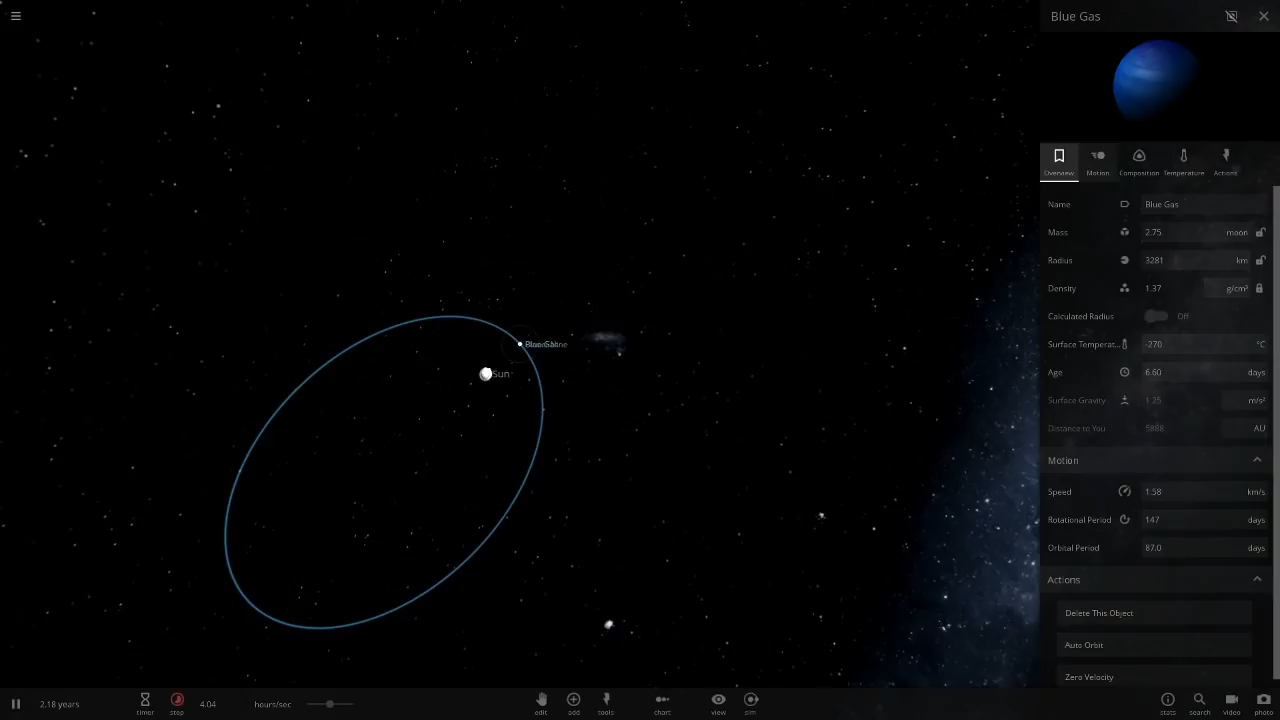 Blue Gas
Overview Motion Composition Temperature Actions
Name Blue Gas
Mass 2.75 moon
Radius 3281 km
Density 1.37 g/cm³
Calculated Radius Off
Surface Temperat... -270 °C
Age 6.60 days
Surface Gravity 1.25 m/s²
Distance to You 5888 AU
Motion
Speed 1.58 km/s
Rotational Period 147 days
Orbital Period 87.0 days
Actions
Delete This Object
Auto Orbit
Zero Velocity
Sun
2.18 years timer step 4.04 hours/sec edit add tools chart view sim stats search video photo